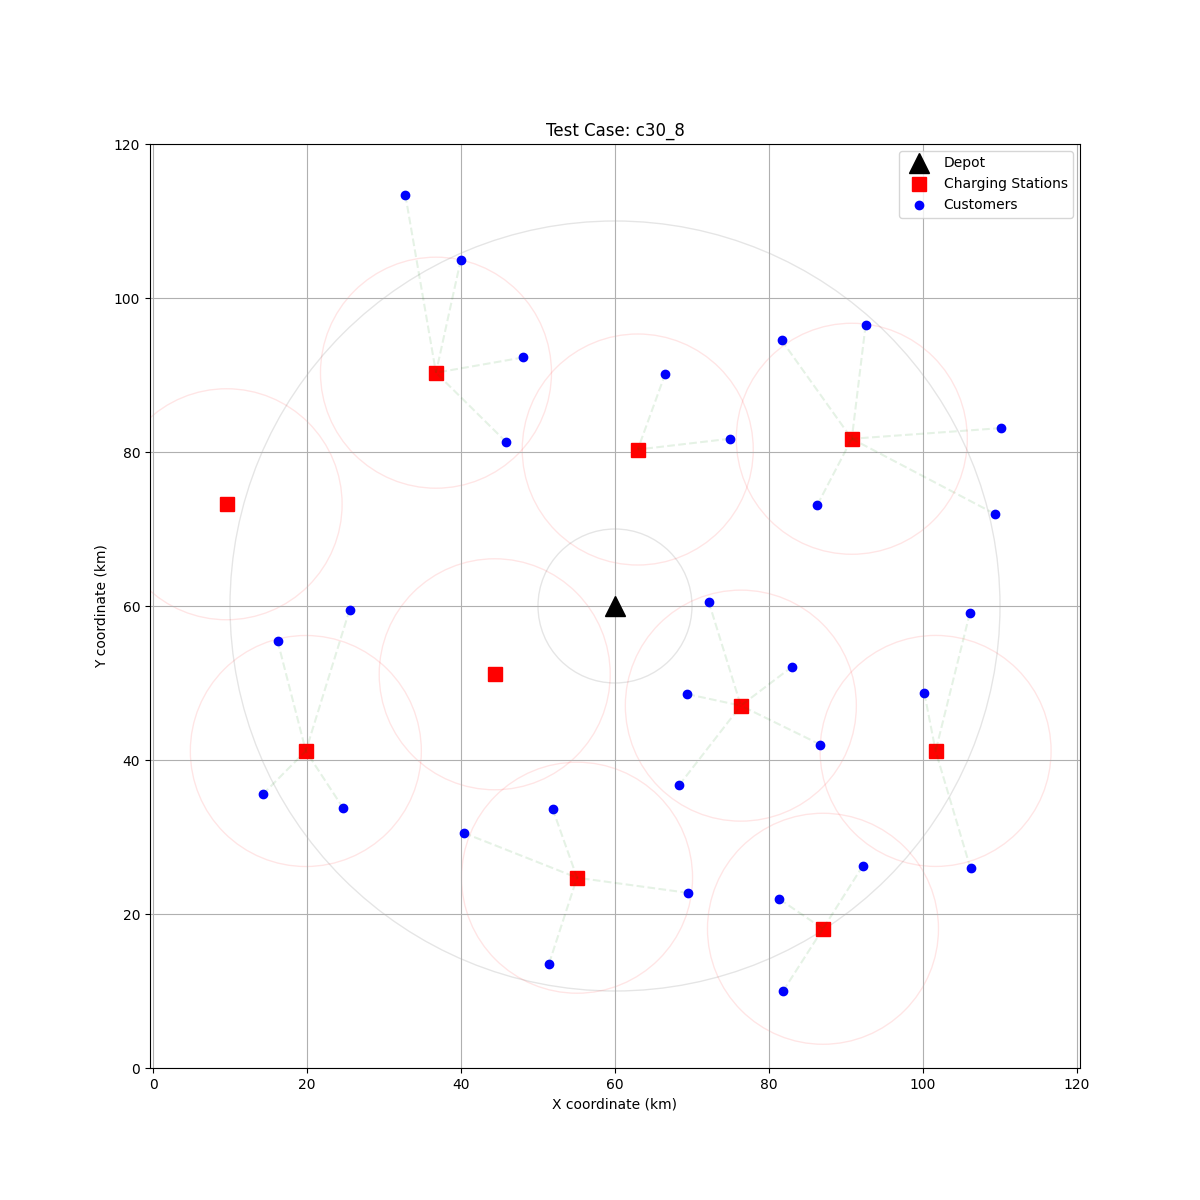 Test Case: c30_8
Depot
Charging Stations
Customers
120
100
80
60
40
20
0
0 20 40 60 80 100 120
X coordinate (km)
Y coordinate (km)